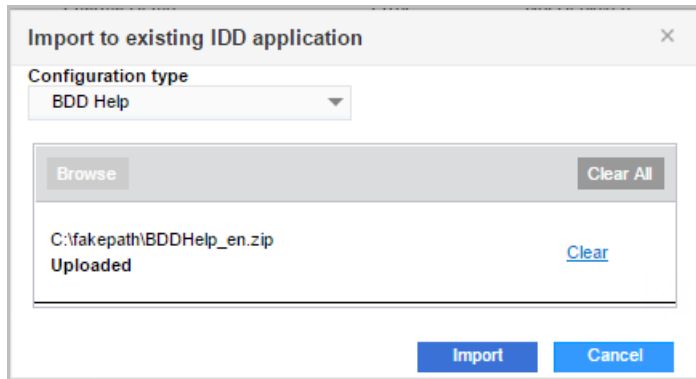 Import to existing IDD application
Configuration type
BDD Help
Browse
Clear All
C:\fakepath\BDDHelp_en.zip
Clear
Uploaded
Import
Cancel